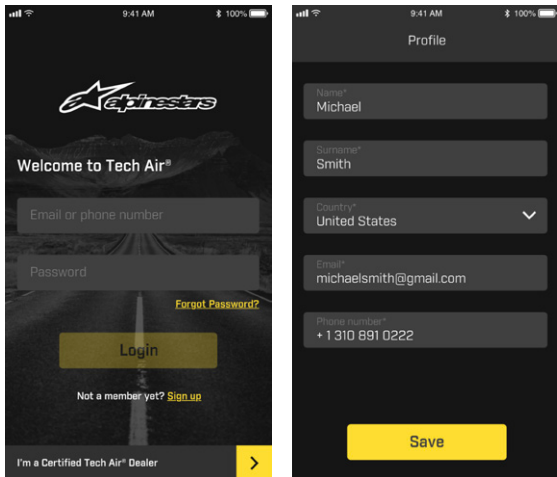 9:41 AM
100%
alpinestars
Welcome to Tech Air®
Email or phone number
Password
Forgot Password?
Login
Not a member yet? Sign up
I'm a Certified Tech Air® Dealer
9:41 AM
100%
Profile
Name*
Michael
Surname*
Smith
Country*
United States
Email*
michaelsmith@gmail.com
Phone number*
+ 1 310 891 0222
Save